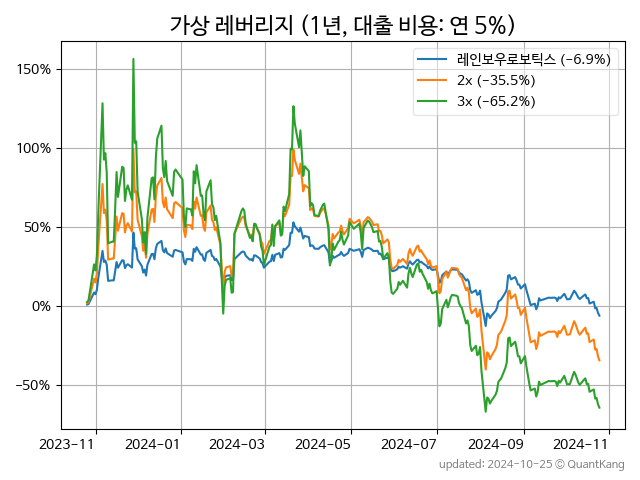 가상 레버리지 (1년, 대출 비용: 연 5%)
레인보우로보틱스 (−6.9%)
2x (−35.5%)
3x (−65.2%)
150%
100%
50%
0%
−50%
2023-11 2024-01 2024-03 2024-05 2024-07 2024-09 2024-11
updated: 2024-10-25 © QuantKang